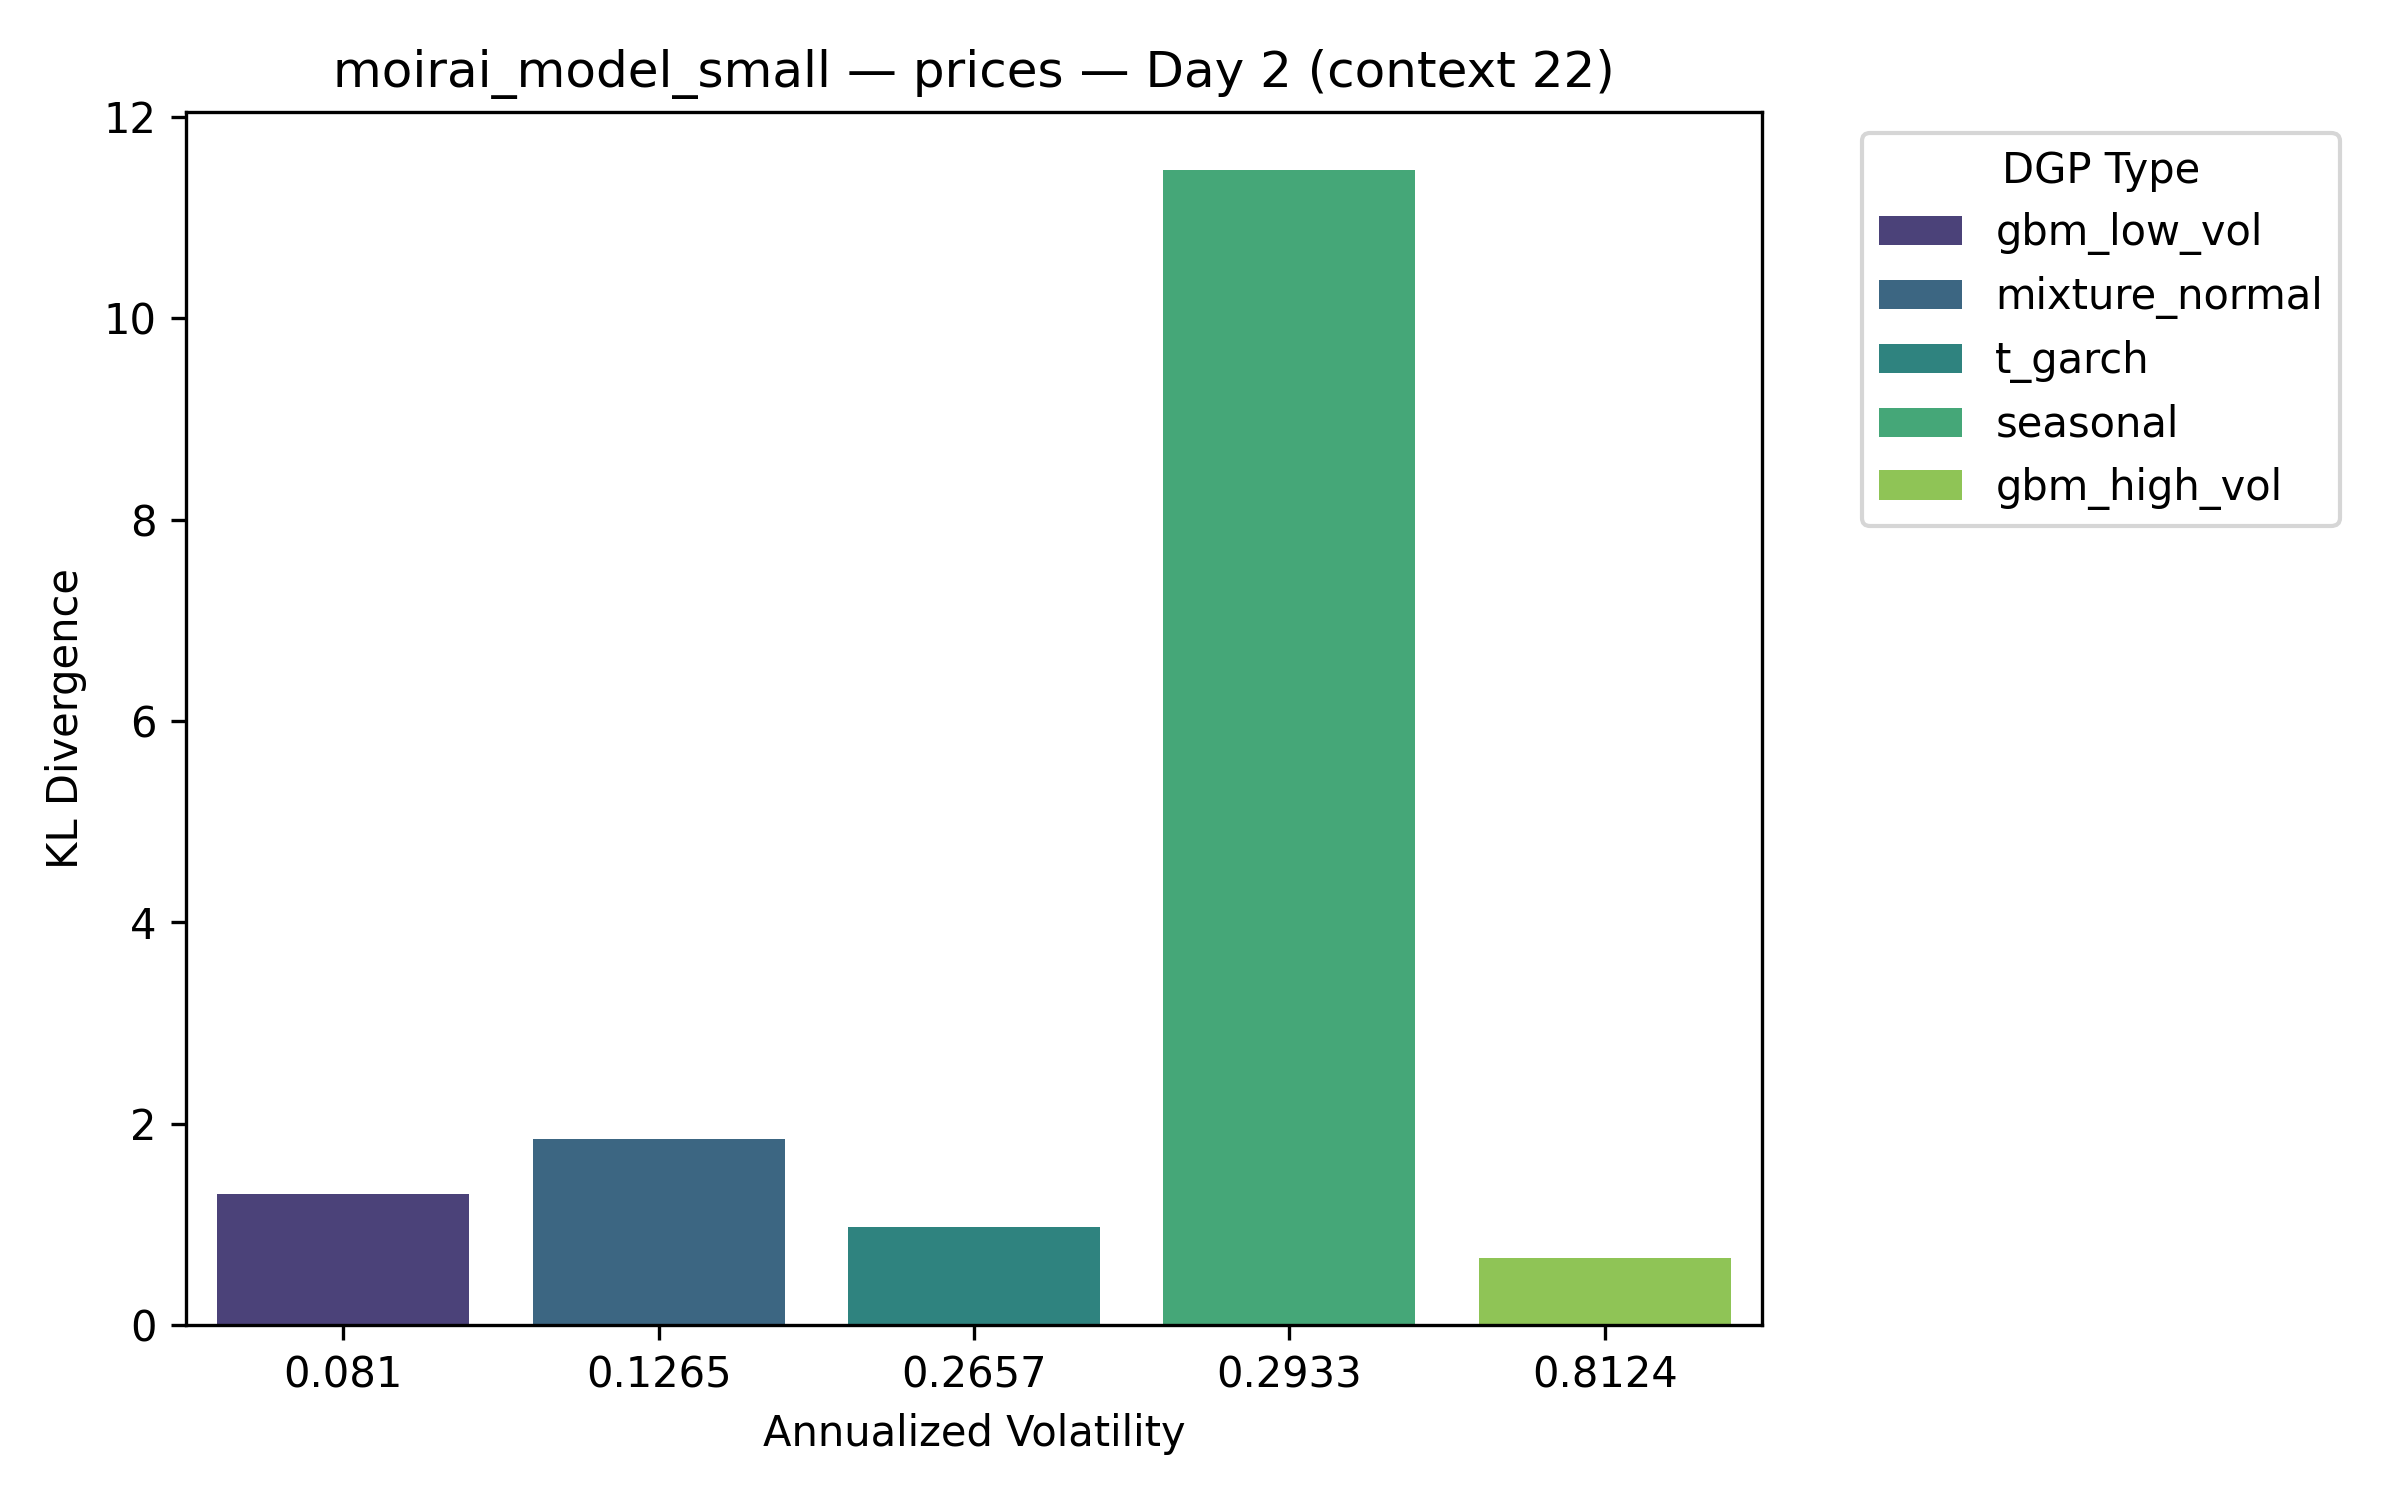 moirai_model_small — prices — Day 2 (context 22)
12
10
8
6
4
2
0
KL Divergence
0.081 0.1265 0.2657 0.2933 0.8124
Annualized Volatility
DGP Type
gbm_low_vol
mixture_normal
t_garch
seasonal
gbm_high_vol